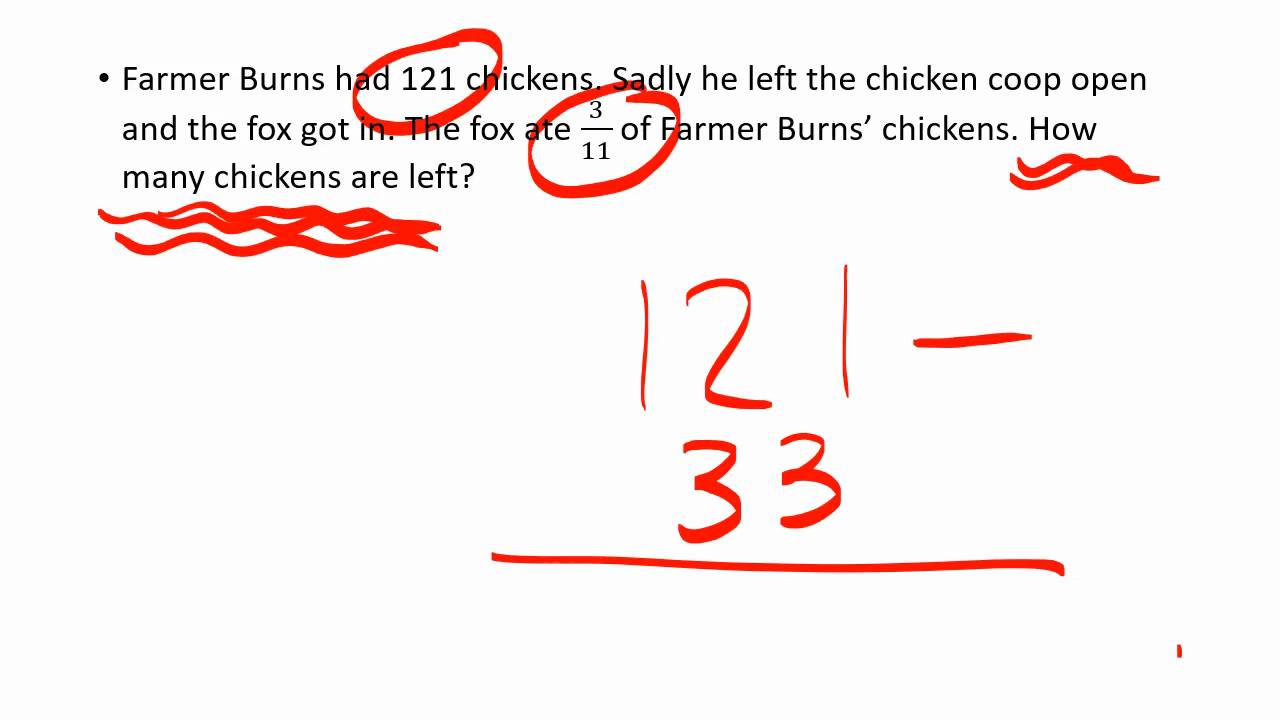 • Farmer Burns had 121 chickens. Sadly he left the chicken coop open
and the fox got in. The fox ate 3/11 of Farmer Burns’ chickens. How
many chickens are left?
121 –
33